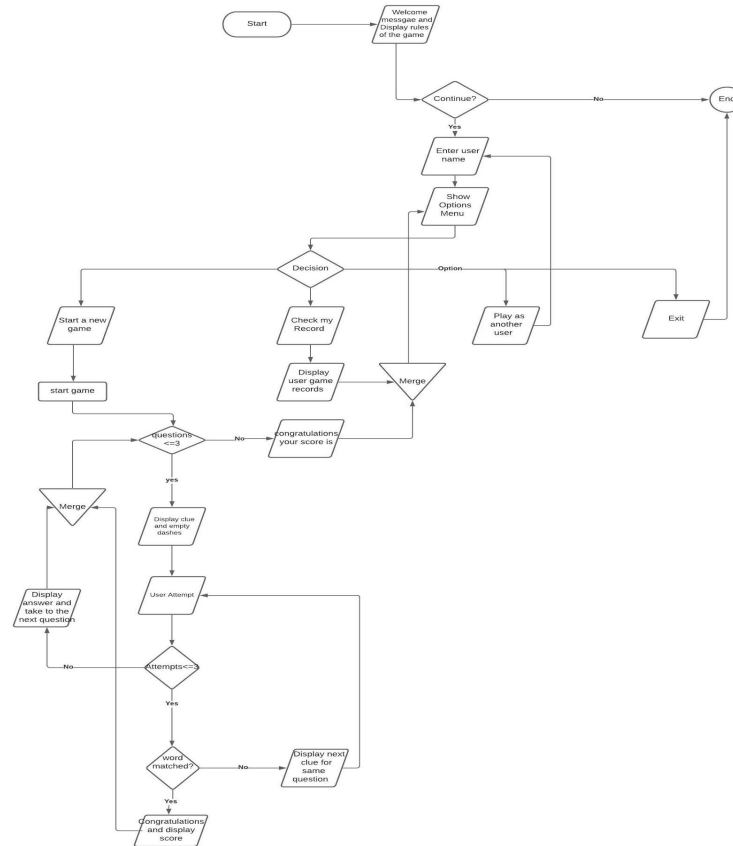 Start
Welcome
messgae and
Display rules
of the game
Continue?
No
End
Yes
Enter user
name
Show
Options
Menu
Decision
Option
Start a new
game
Check my
Record
Play as
another
user
Exit
start game
Display
user game
records
Merge
questions
<=3
No
congratulations
your score is
yes
Merge
Display clue
and empty
dashes
Display
answer and
take to the
next question
User Attempt
No
Attempts<=3
Yes
word
matched?
No
Display next
clue for
same
question
Yes
Congratulations
and display
score